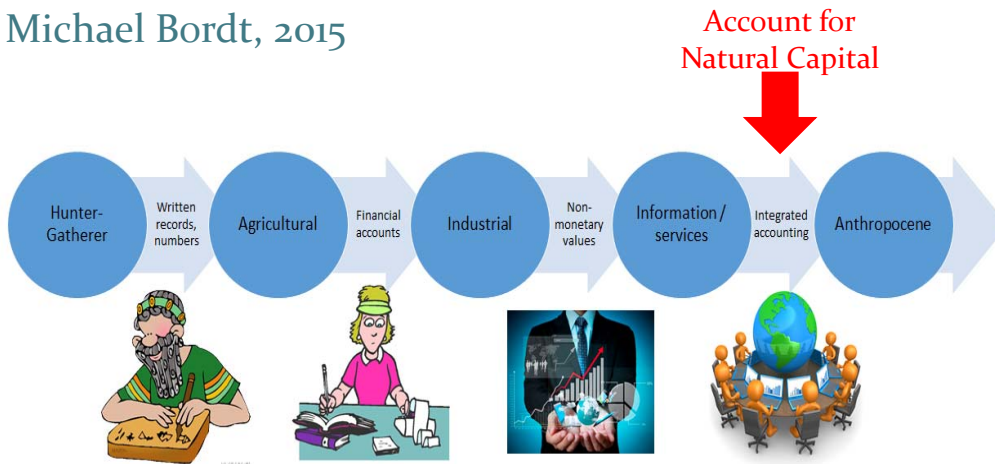 Michael Bordt, 2015
Account for
Natural Capital
Hunter-
Gatherer
Written
records,
numbers
Agricultural
Financial
accounts
Industrial
Non-
monetary
values
Information /
services
Integrated
accounting
Anthropocene